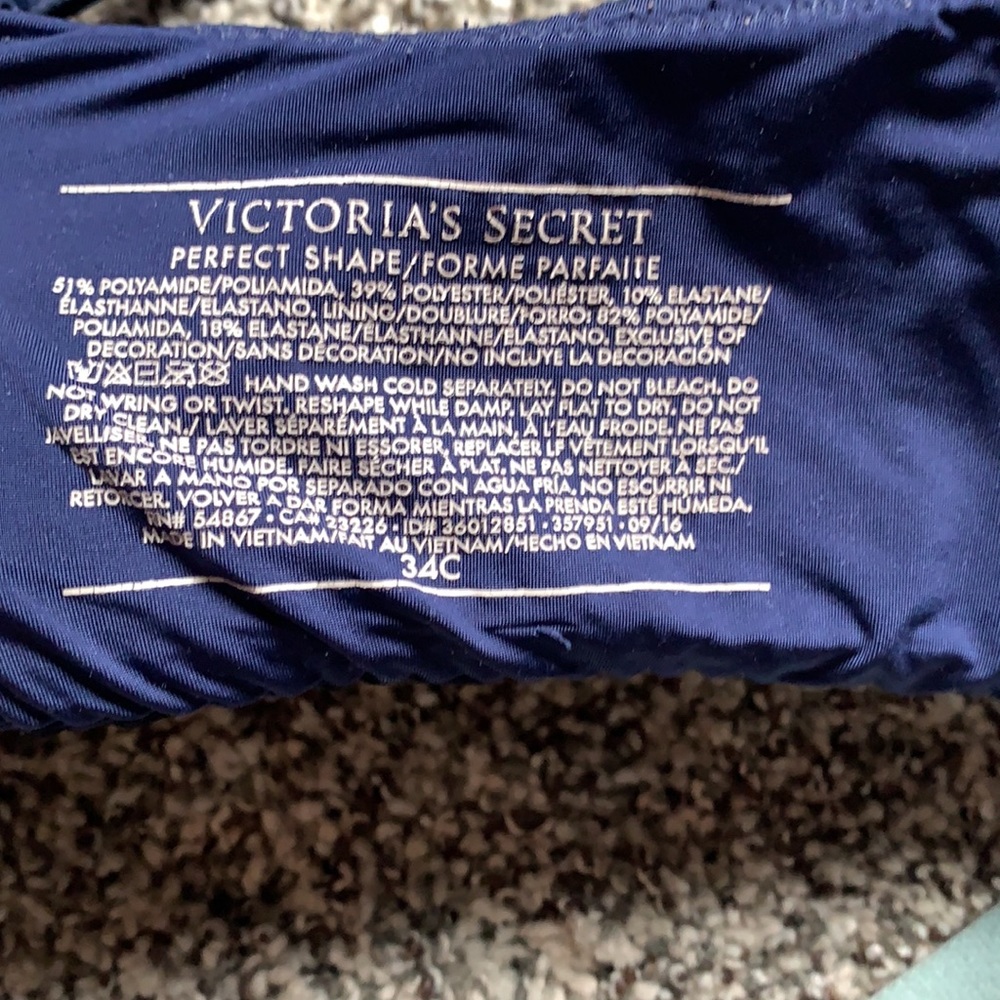 VICTORIA'S SECRET
PERFECT SHAPE/FORME PARFAITE
51% POLYAMIDE/POLIAMIDA, 39% POLYESTER/POLIÉSTER, 10% ELASTANE/
ÉLASTHANNE/ELASTANO. LINING/DOUBLURE/FORRO: 82% POLYAMIDE/
POLIAMIDA, 18% ELASTANE/ÉLASTHANNE/ELASTANO. EXCLUSIVE OF
DECORATION/SANS DÉCORATION/NO INCLUYE LA DECORACIÓN
HAND WASH COLD SEPARATELY. DO NOT BLEACH. DO
NOT WRING OR TWIST. RESHAPE WHILE DAMP. LAY FLAT TO DRY. DO NOT
DRY CLEAN./ LAVER SÉPARÉMENT À LA MAIN, À L'EAU FROIDE. NE PAS
JAVELLISER. NE PAS TORDRE NI ESSORER. REPLACER LE VÊTEMENT LORSQU'IL
EST ENCORE HUMIDE. FAIRE SÉCHER À PLAT. NE PAS NETTOYER À SEC./
LAVAR A MANO POR SEPARADO CON AGUA FRÍA. NO ESCURRIR NI
RETORCER. VOLVER A DAR FORMA MIENTRAS LA PRENDA ESTÉ HÚMEDA.
RN# 54867 • CA# 23226 • ID# 36012851 • 357951 • 09/16
MADE IN VIETNAM/FAIT AU VIETNAM/HECHO EN VIETNAM
34C